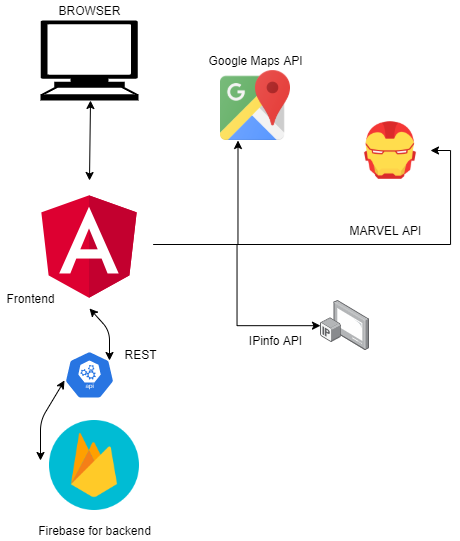 BROWSER
Google Maps API
G
MARVEL API
Frontend
IP
IPinfo API
REST
api
Firebase for backend